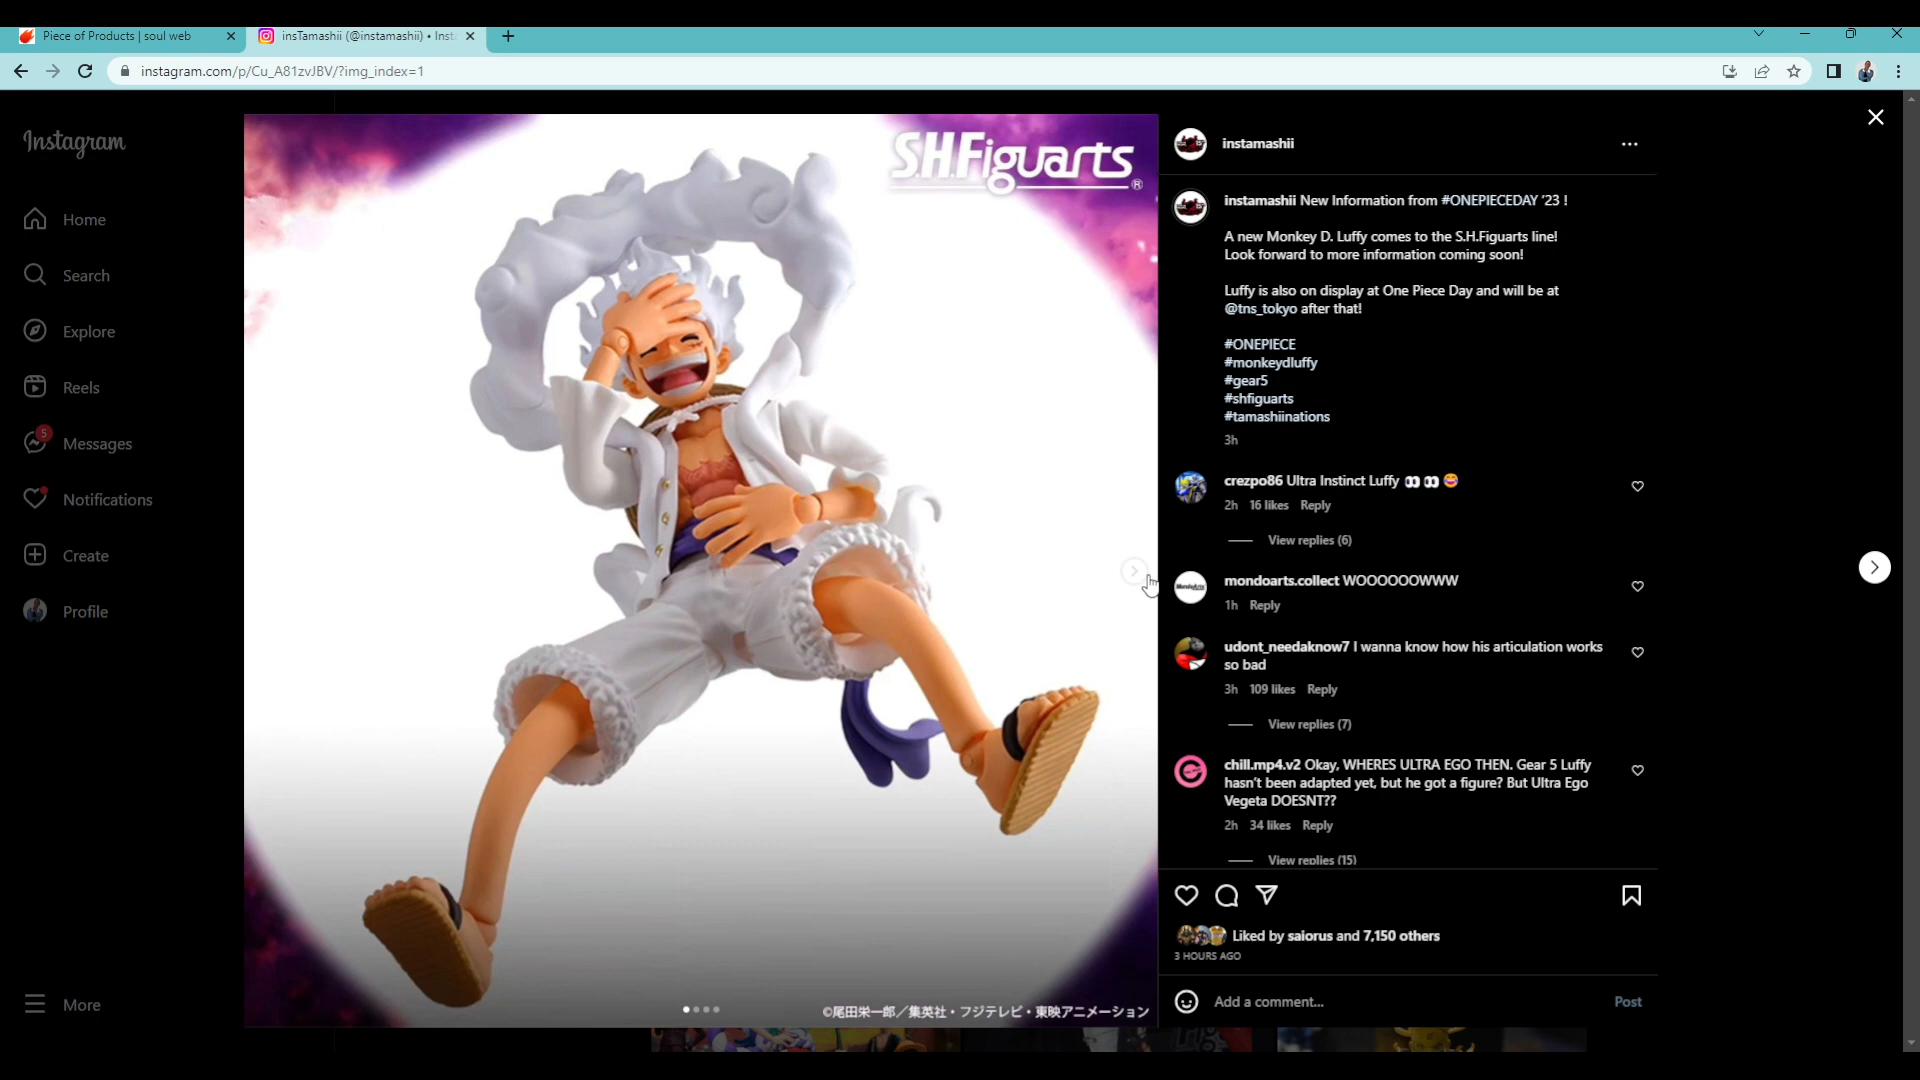 Piece of Products | soul web
insTamashii (@instamashii) • Inst
instagram.com/p/Cu_A81zvJBV/?img_index=1
Instagram
Home
Search
Explore
Reels
5
Messages
Notifications
Create
Profile
More
S.H.Figuarts
®
©尾田栄一郎／集英社・フジテレビ・東映アニメーション
instamashii
instamashii New Information from #ONEPIECEDAY '23 !
A new Monkey D. Luffy comes to the S.H.Figuarts line!
Look forward to more information coming soon!
Luffy is also on display at One Piece Day and will be at
@tns_tokyo after that!
#ONEPIECE
#monkeydluffy
#gear5
#shfiguarts
#tamashiinations
3h
crezpo86 Ultra Instinct Luffy 👀👀😆
2h 16 likes Reply
View replies (6)
mondoarts.collect WOOOOOOWWW
1h Reply
udont_needaknow7 I wanna know how his articulation works
so bad
3h 109 likes Reply
View replies (7)
chill.mp4.v2 Okay, WHERES ULTRA EGO THEN. Gear 5 Luffy
hasn't been adapted yet, but he got a figure? But Ultra Ego
Vegeta DOESNT??
2h 34 likes Reply
View replies (15)
Liked by saiorus and 7,150 others
3 HOURS AGO
Add a comment...
Post